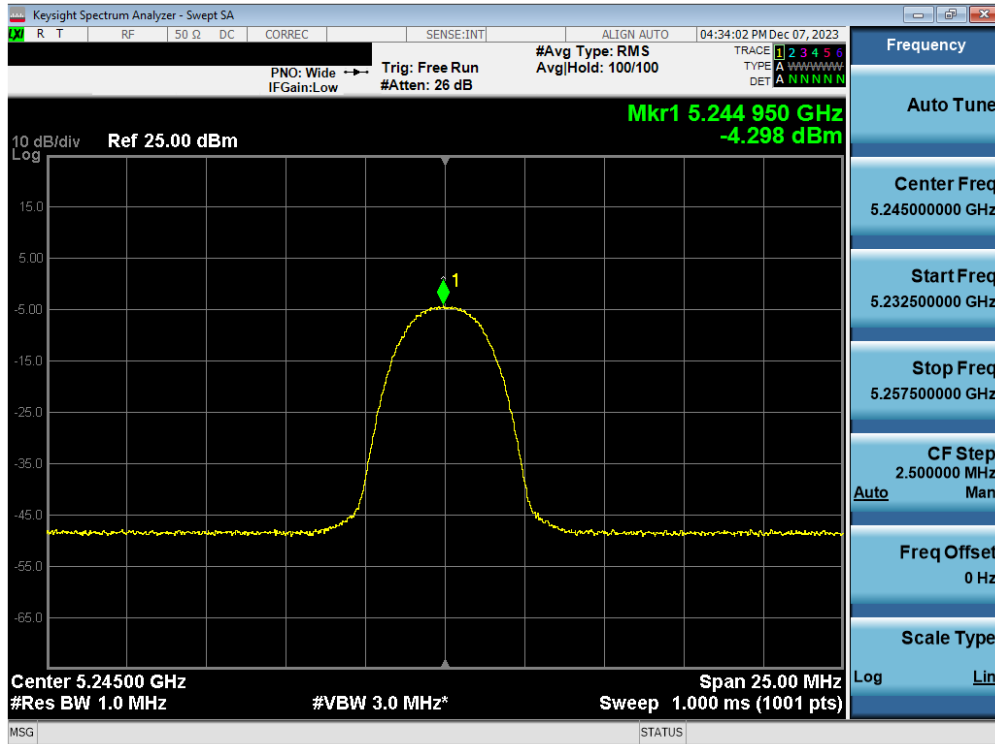 Keysight Spectrum Analyzer - Swept SA
LXI R T RF 50 Ω DC CORREC SENSE:INT ALIGN AUTO 04:34:02 PM Dec 07, 2023
PNO: Wide
IFGain:Low
Trig: Free Run
#Atten: 26 dB
#Avg Type: RMS
Avg|Hold: 100/100
TRACE 1 2 3 4 5 6
TYPE A WWWWW
DET A N N N N N
Mkr1 5.244 950 GHz
-4.298 dBm
10 dB/div Ref 25.00 dBm
Log
15.0
5.00
-5.00
-15.0
-25.0
-35.0
-45.0
-55.0
-65.0
1
Center 5.24500 GHz Span 25.00 MHz
#Res BW 1.0 MHz #VBW 3.0 MHz* Sweep 1.000 ms (1001 pts)
MSG STATUS
Frequency
Auto Tune
Center Freq
5.245000000 GHz
Start Freq
5.232500000 GHz
Stop Freq
5.257500000 GHz
CF Step
2.500000 MHz
Auto Man
Freq Offset
0 Hz
Scale Type
Log Lin